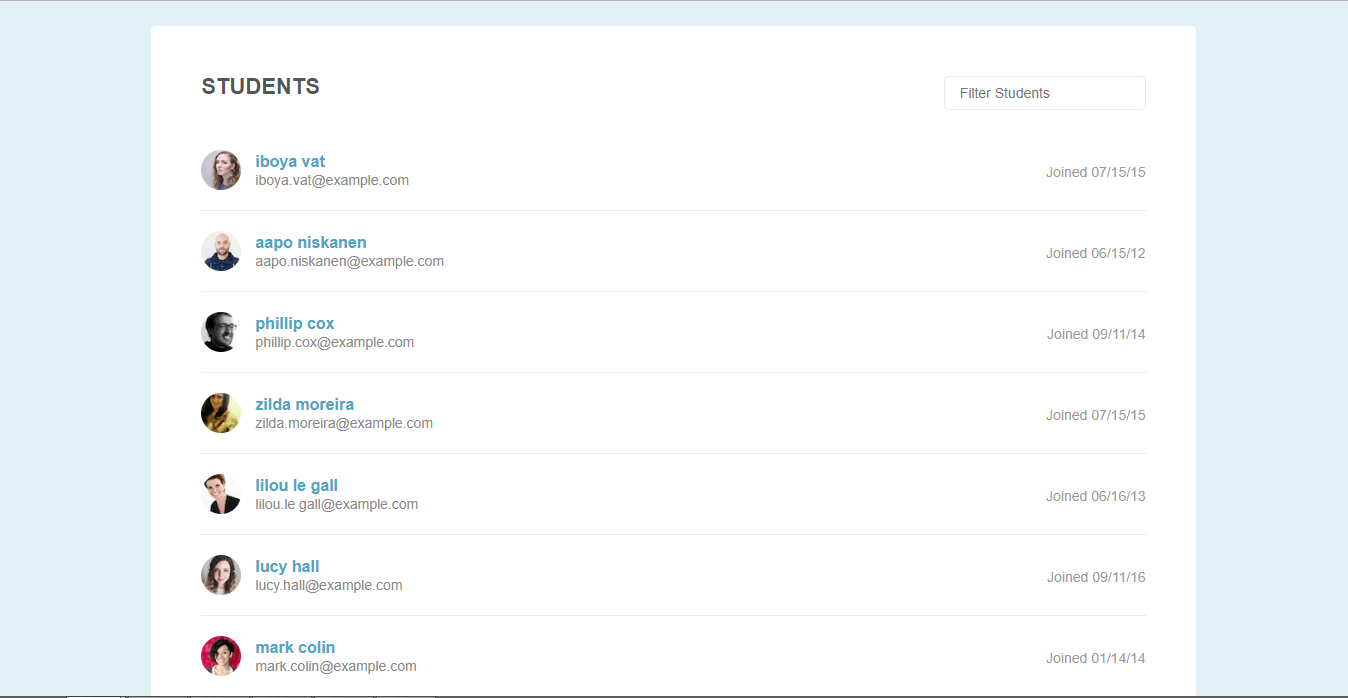 STUDENTS
Filter Students
iboya vat
iboya.vat@example.com
Joined 07/15/15
aapo niskanen
aapo.niskanen@example.com
Joined 06/15/12
phillip cox
phillip.cox@example.com
Joined 09/11/14
zilda moreira
zilda.moreira@example.com
Joined 07/15/15
lilou le gall
lilou.le gall@example.com
Joined 06/16/13
lucy hall
lucy.hall@example.com
Joined 09/11/16
mark colin
mark.colin@example.com
Joined 01/14/14